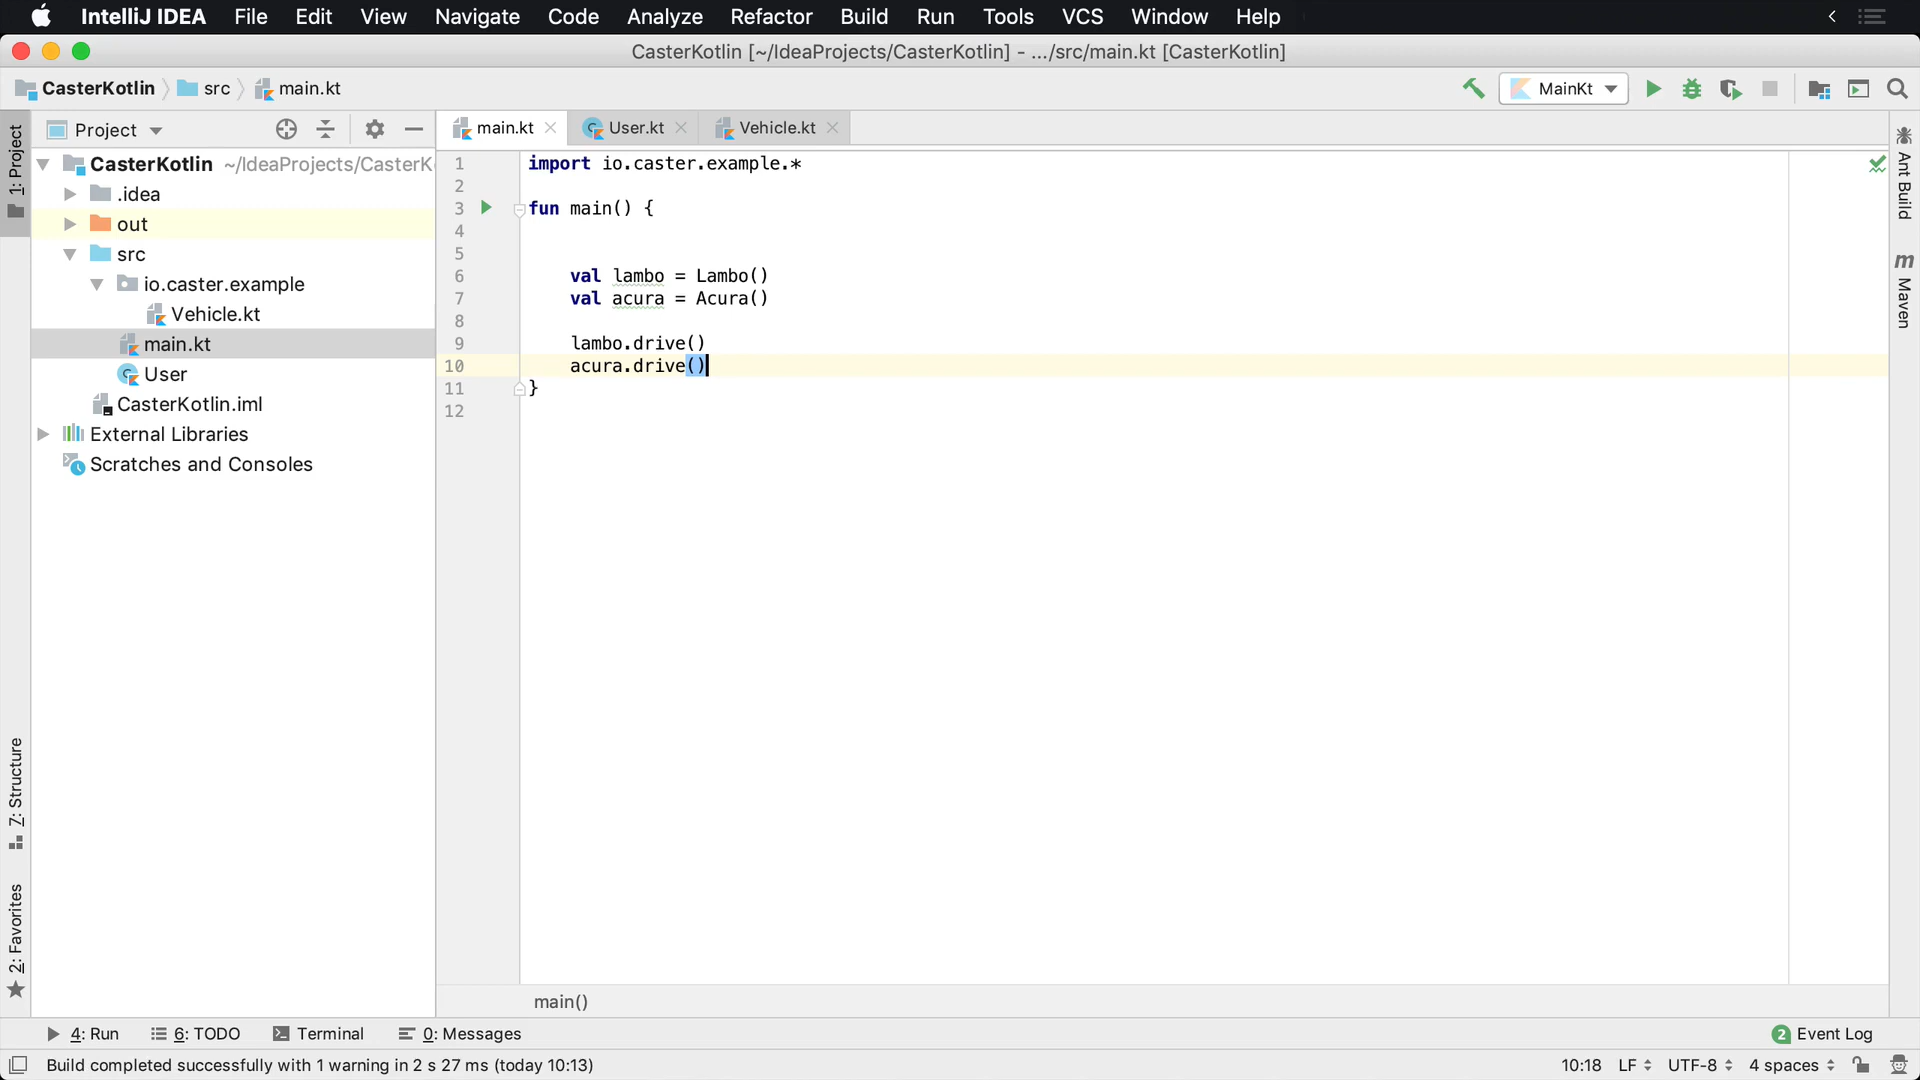 IntelliJ IDEA File Edit View Navigate Code Analyze Refactor Build Run Tools VCS Window Help
CasterKotlin [~/IdeaProjects/CasterKotlin] - .../src/main.kt [CasterKotlin]
CasterKotlin src main.kt MainKt
1: Project
Project
main.kt User.kt Vehicle.kt
CasterKotlin ~/IdeaProjects/CasterK
.idea
out
src
io.caster.example
Vehicle.kt
main.kt
User
CasterKotlin.iml
External Libraries
Scratches and Consoles
1 import io.caster.example.*
2
3 fun main() {
4
5
6 val lambo = Lambo()
7 val acura = Acura()
8
9 lambo.drive()
10 acura.drive()
11 }
12
Ant Build
m
Maven
7: Structure
2: Favorites
main()
4: Run 6: TODO Terminal 0: Messages 2 Event Log
Build completed successfully with 1 warning in 2 s 27 ms (today 10:13) 10:18 LF UTF-8 4 spaces